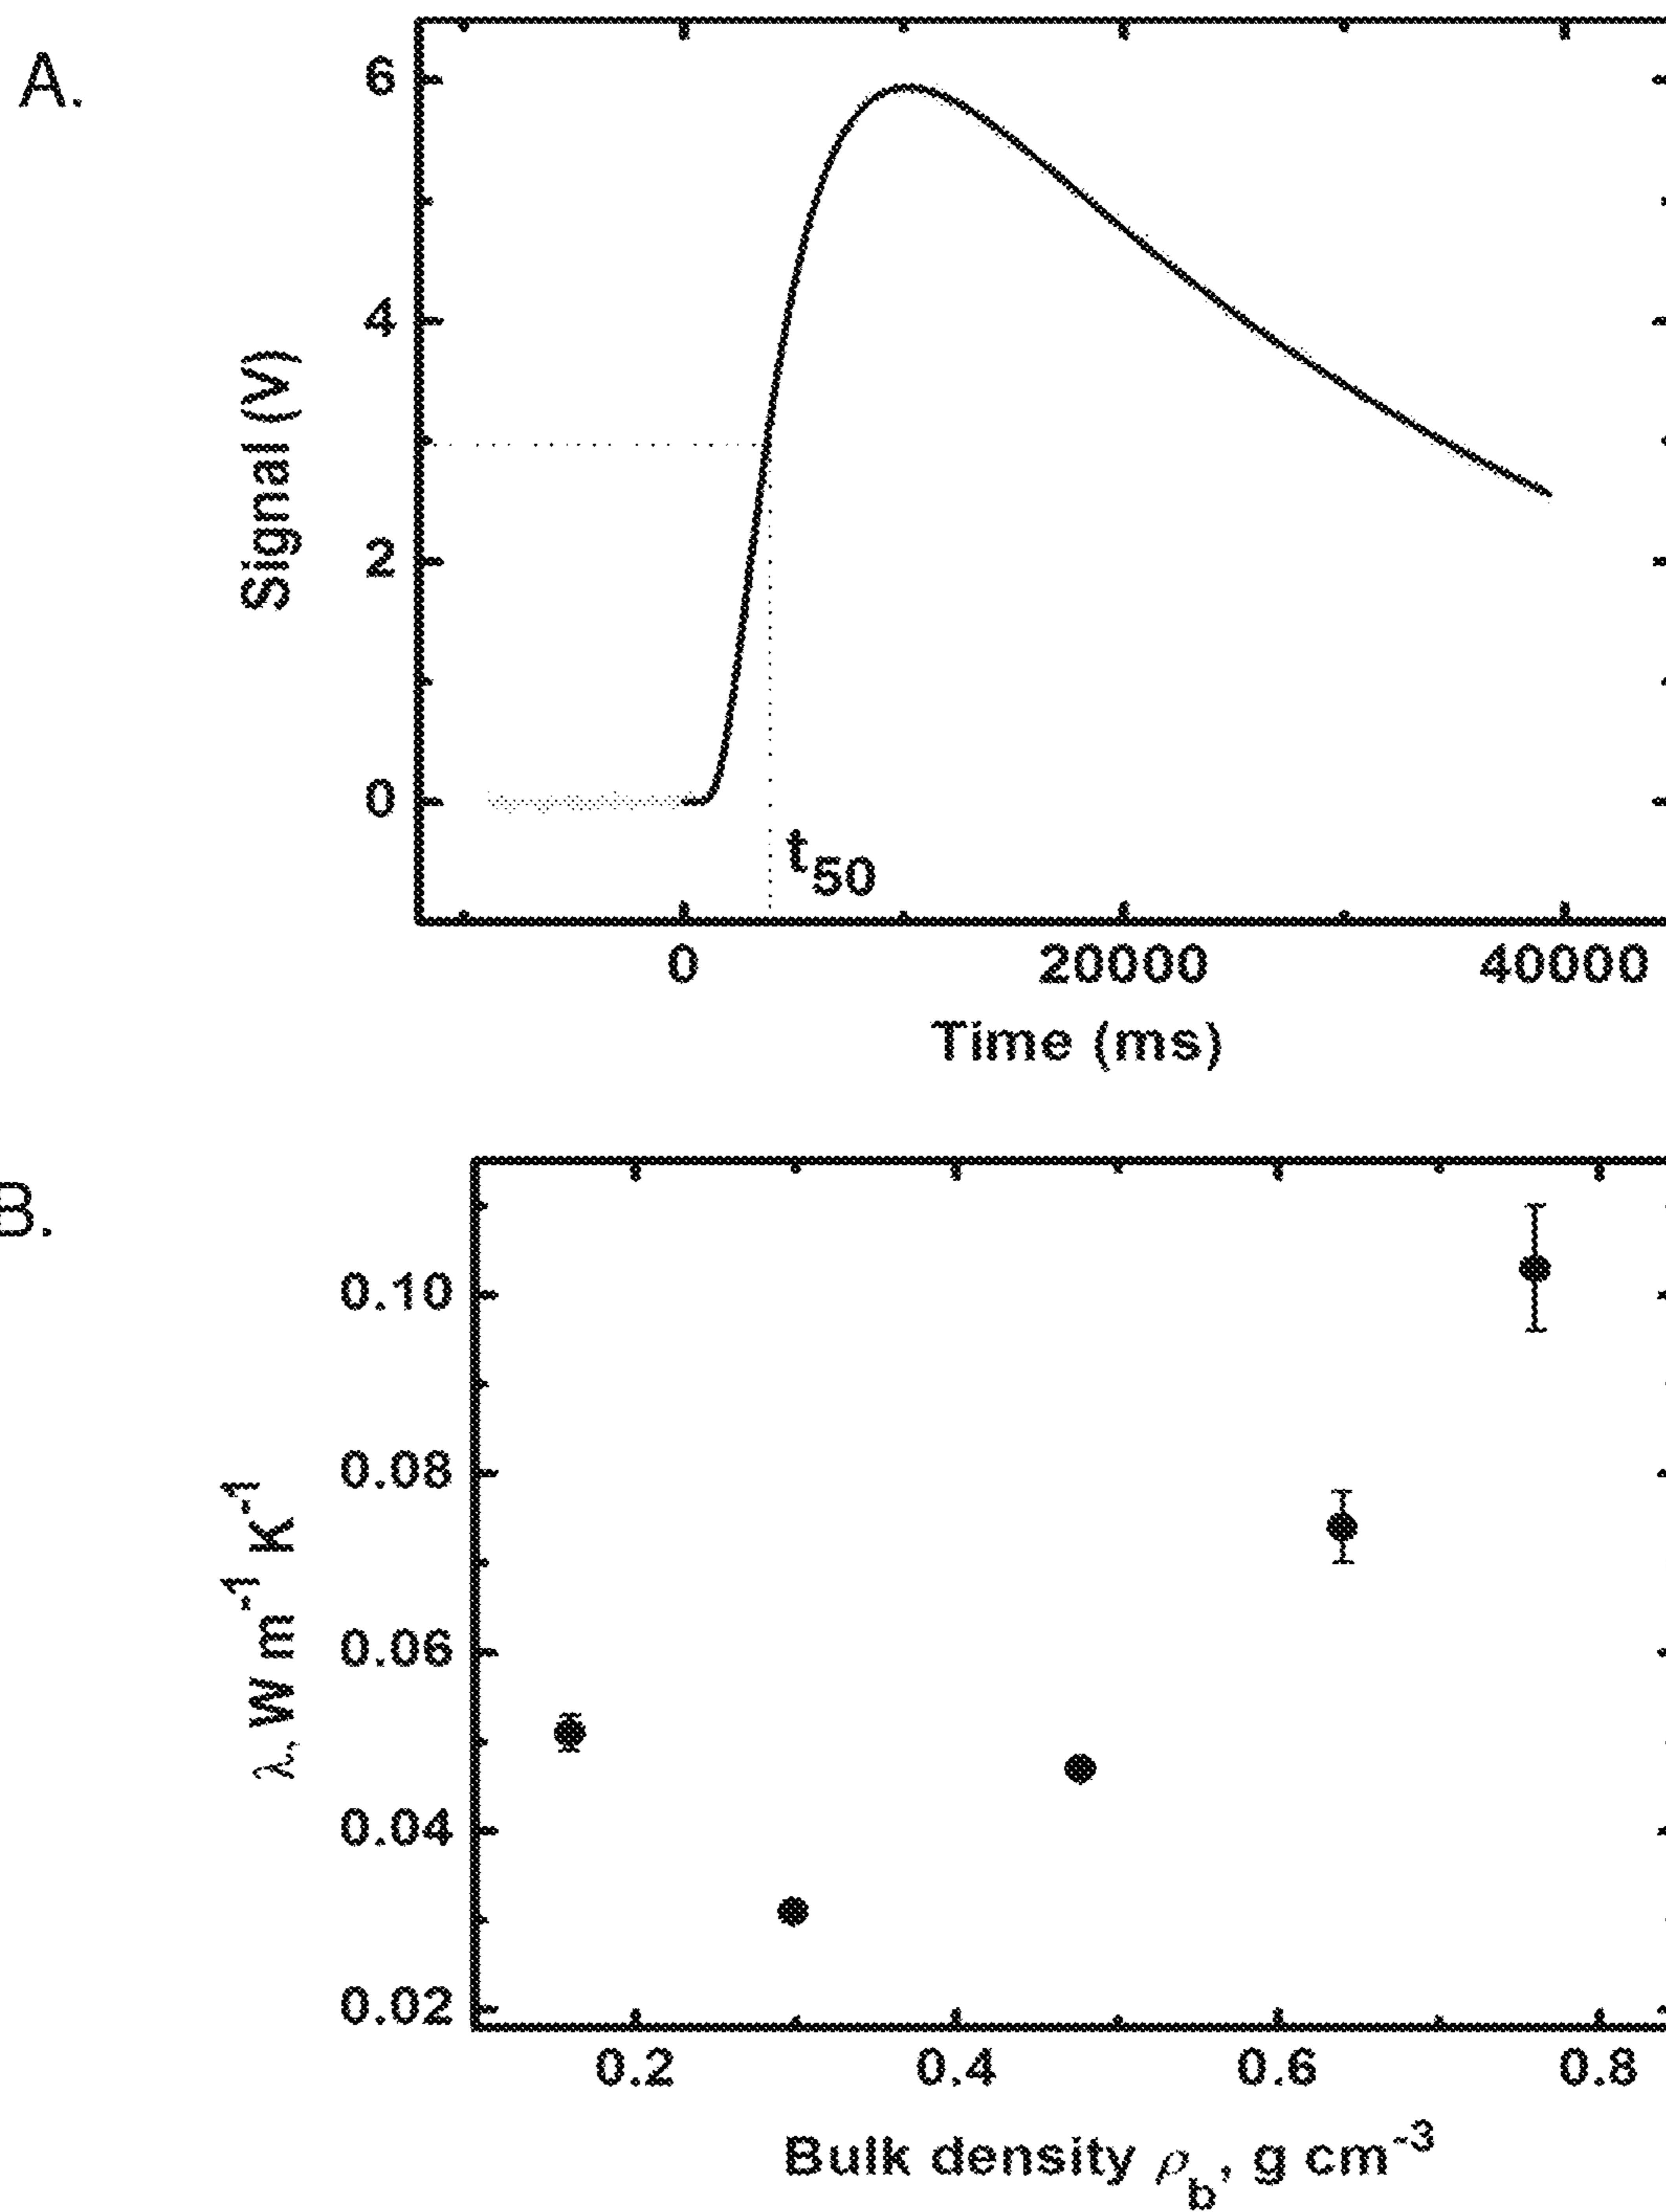 A.
6
4
2
0
Signal (V)
t50
0 20000 40000
Time (ms)
B.
0.10
0.08
0.06
0.04
0.02
λ, W m-1 K-1
0.2 0.4 0.6 0.8
Bulk density ρb, g cm-3